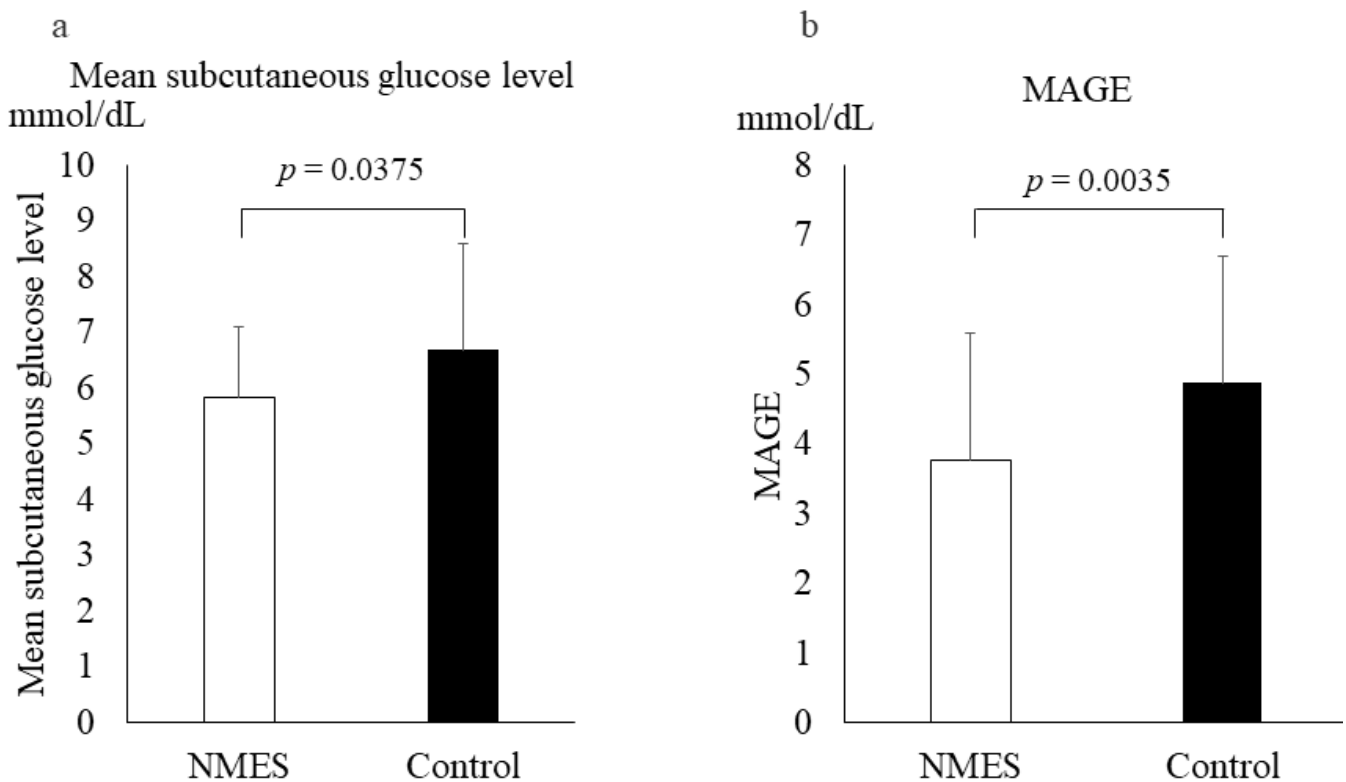 a
Mean subcutaneous glucose level
mmol/dL
Mean subcutaneous glucose level
10
9
8
7
6
5
4
3
2
1
0
p = 0.0375
NMES
Control
b
MAGE
mmol/dL
MAGE
8
7
6
5
4
3
2
1
0
p = 0.0035
NMES
Control